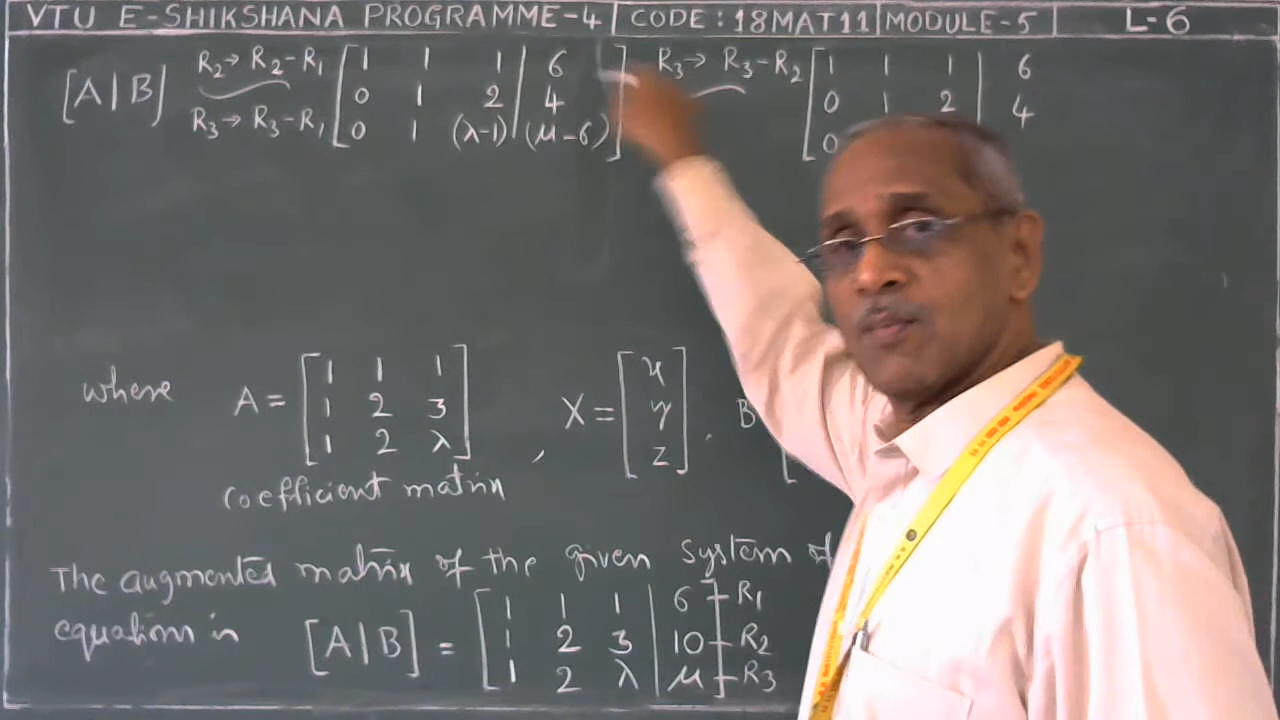 VTU E-SHIKSHANA PROGRAMME-4 | CODE : 18MAT11 | MODULE-5 | L-6
[A|B] R₂→ R₂-R₁ [1 1 1 | 6] R₃→ R₃-R₂ [1 1 1 | 6
R₃→ R₃-R₁ [0 1 2 | 4] [0 1 2 | 4
[0 1 (λ-1) | (μ-6)] [0
where A = [1 1 1] X = [x] B
[1 2 3] , [y] ,
[1 2 λ] [z]
coefficient matrix
The augmented matrix of the given system of
equations is [A|B] = [1 1 1 | 6] -R₁
[1 2 3 | 10] -R₂
[1 2 λ | μ] -R₃